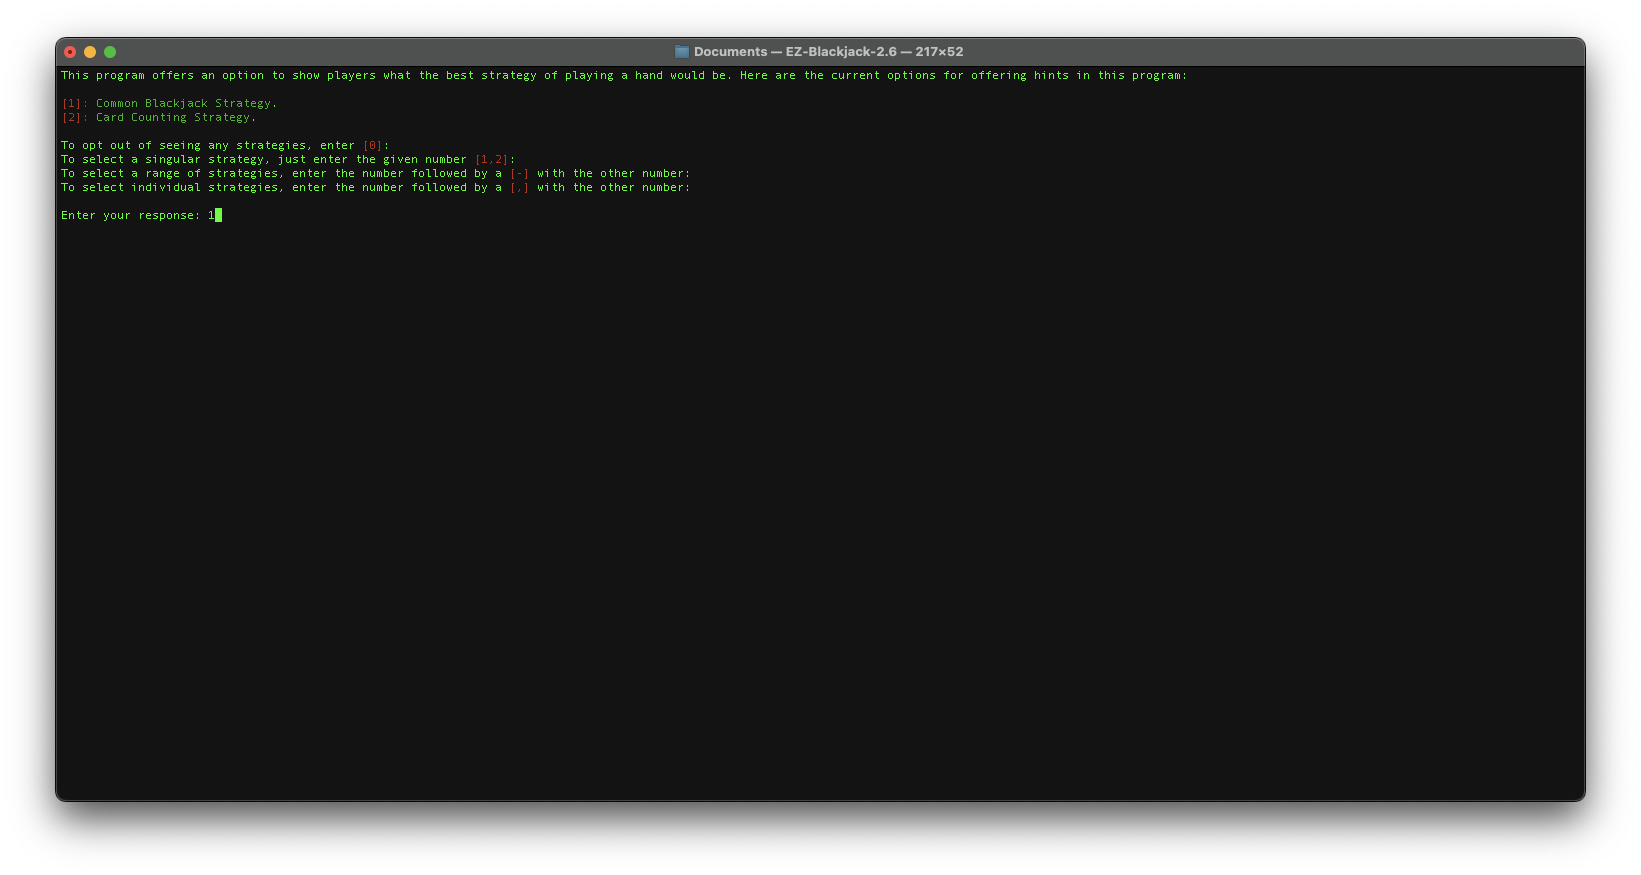 Documents — EZ-Blackjack-2.6 — 217×52
This program offers an option to show players what the best strategy of playing a hand would be. Here are the current options for offering hints in this program:
[1]: Common Blackjack Strategy.
[2]: Card Counting Strategy.
To opt out of seeing any strategies, enter [0]:
To select a singular strategy, just enter the given number [1,2]:
To select a range of strategies, enter the number followed by a [-] with the other number:
To select individual strategies, enter the number followed by a [,] with the other number:
Enter your response: 1